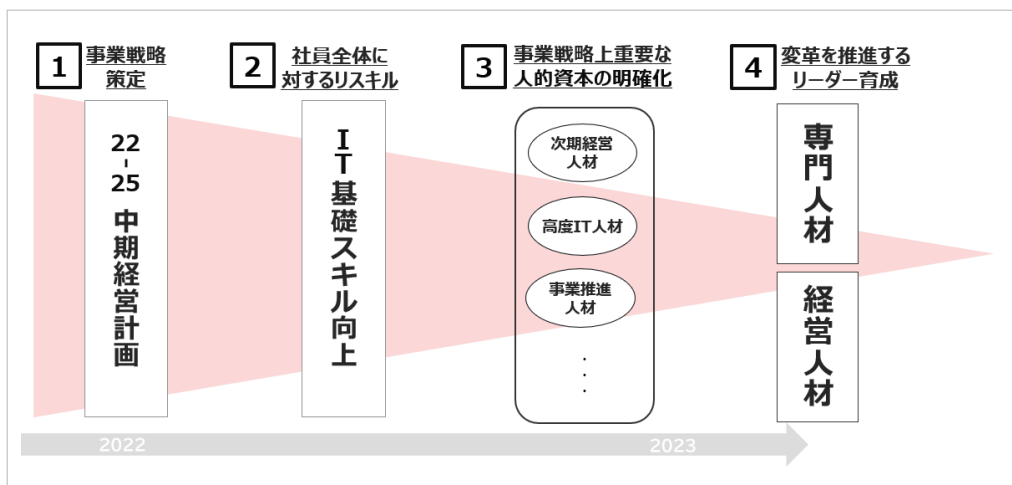 1
事業戦略
策定
2
社員全体に
対するリスキル
3
事業戦略上重要な
人的資本の明確化
4
変革を推進する
リーダー育成
22-25 中期経営計画
IT基礎スキル向上
次期経営
人材
高度IT人材
事業推進
人材
・
・
・
専門人材
経営人材
2022
2023